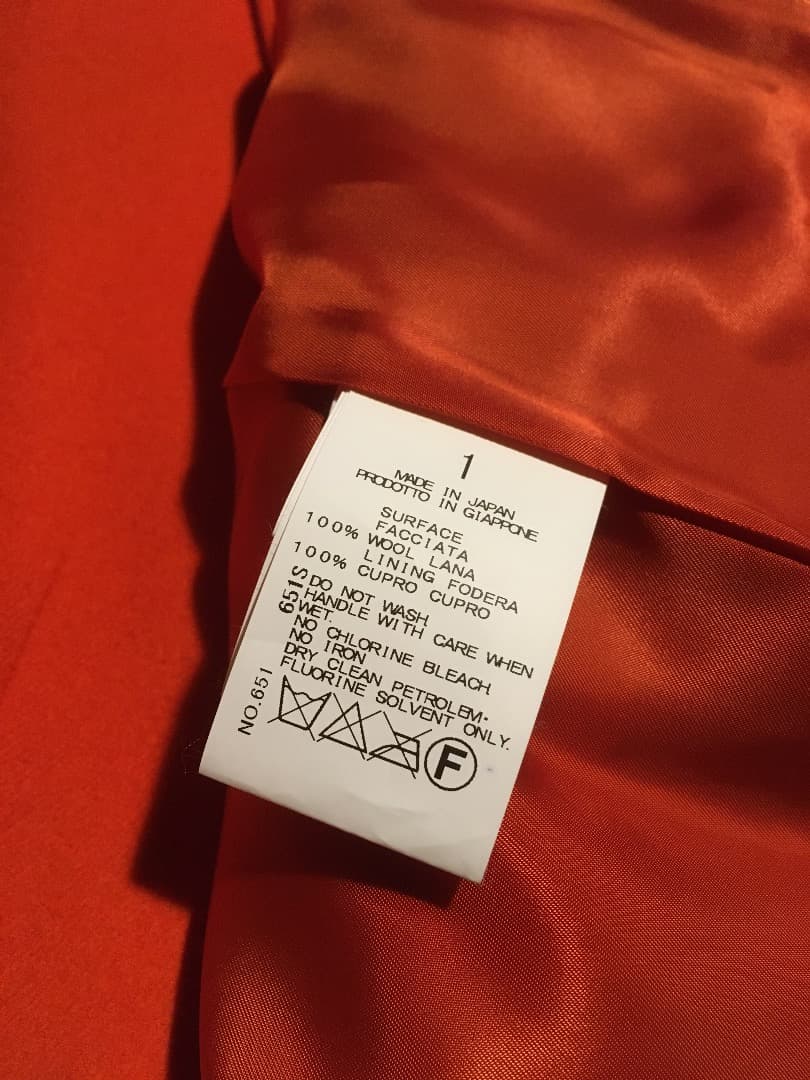 1
MADE IN JAPAN
PRODOTTO IN GIAPPONE
SURFACE
FACCIATA
100% WOOL LANA
LINING FODERA
100% CUPRO CUPRO
651S
DO NOT WASH
HANDLE WITH CARE WHEN
WET.
NO CHLORINE BLEACH
NO IRON
DRY CLEAN PETROLEM·
FLUORINE SOLVENT ONLY.
NO.651
F